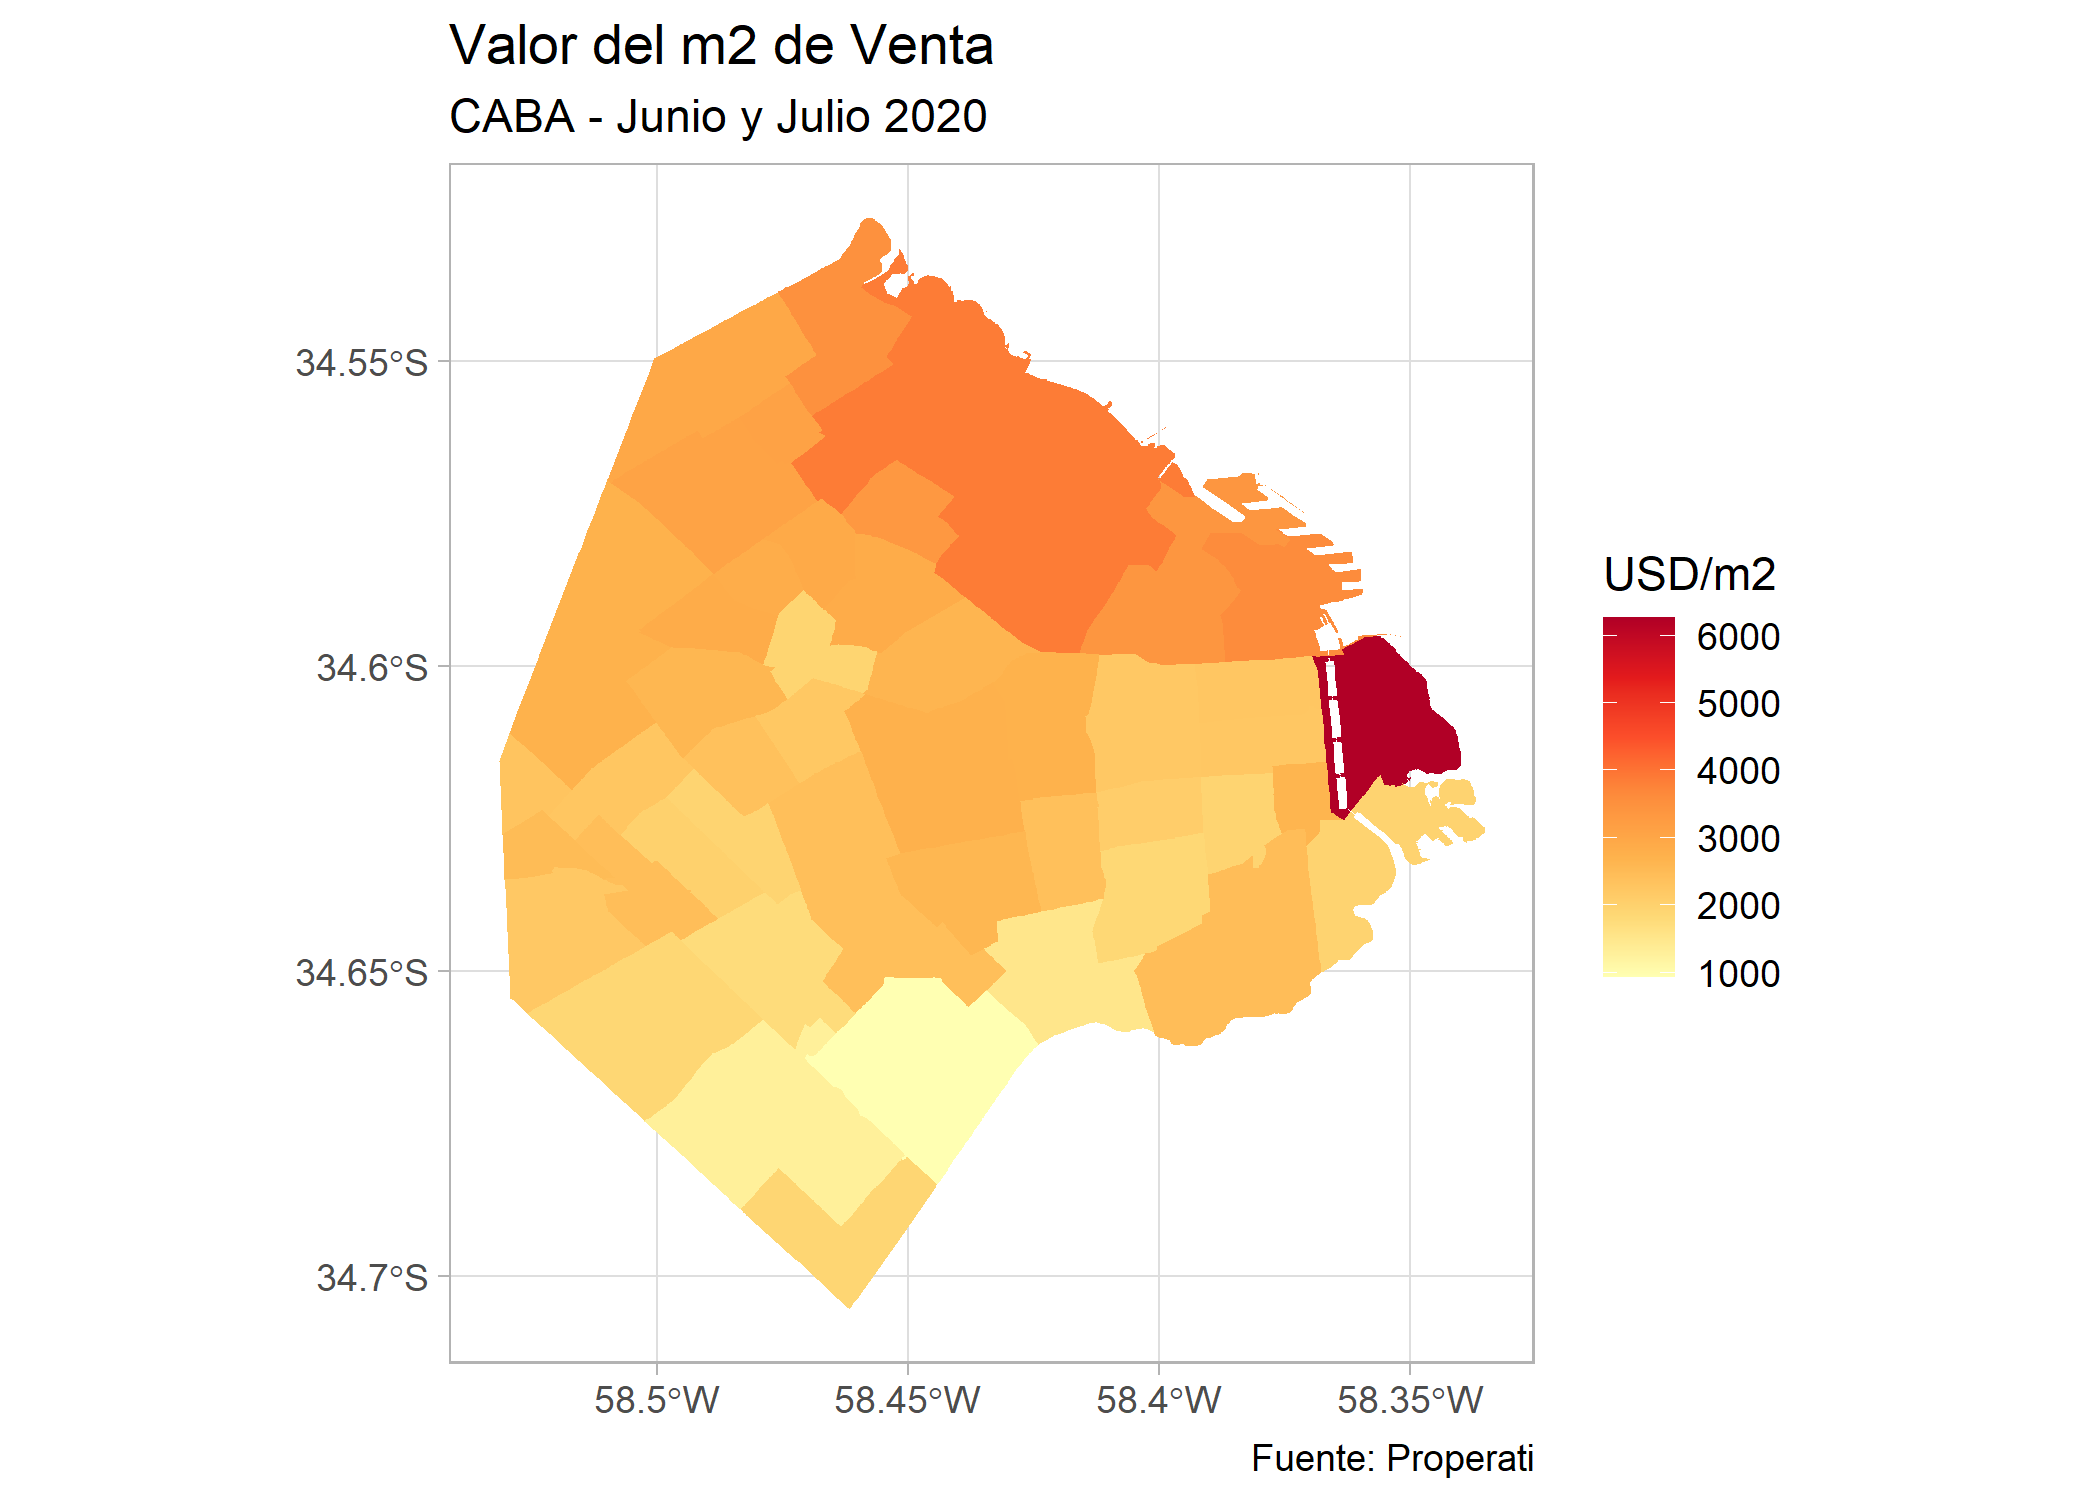 Valor del m2 de Venta
CABA - Junio y Julio 2020
34.55°S
34.6°S
34.65°S
34.7°S
58.5°W
58.45°W
58.4°W
58.35°W
USD/m2
6000
5000
4000
3000
2000
1000
Fuente: Properati